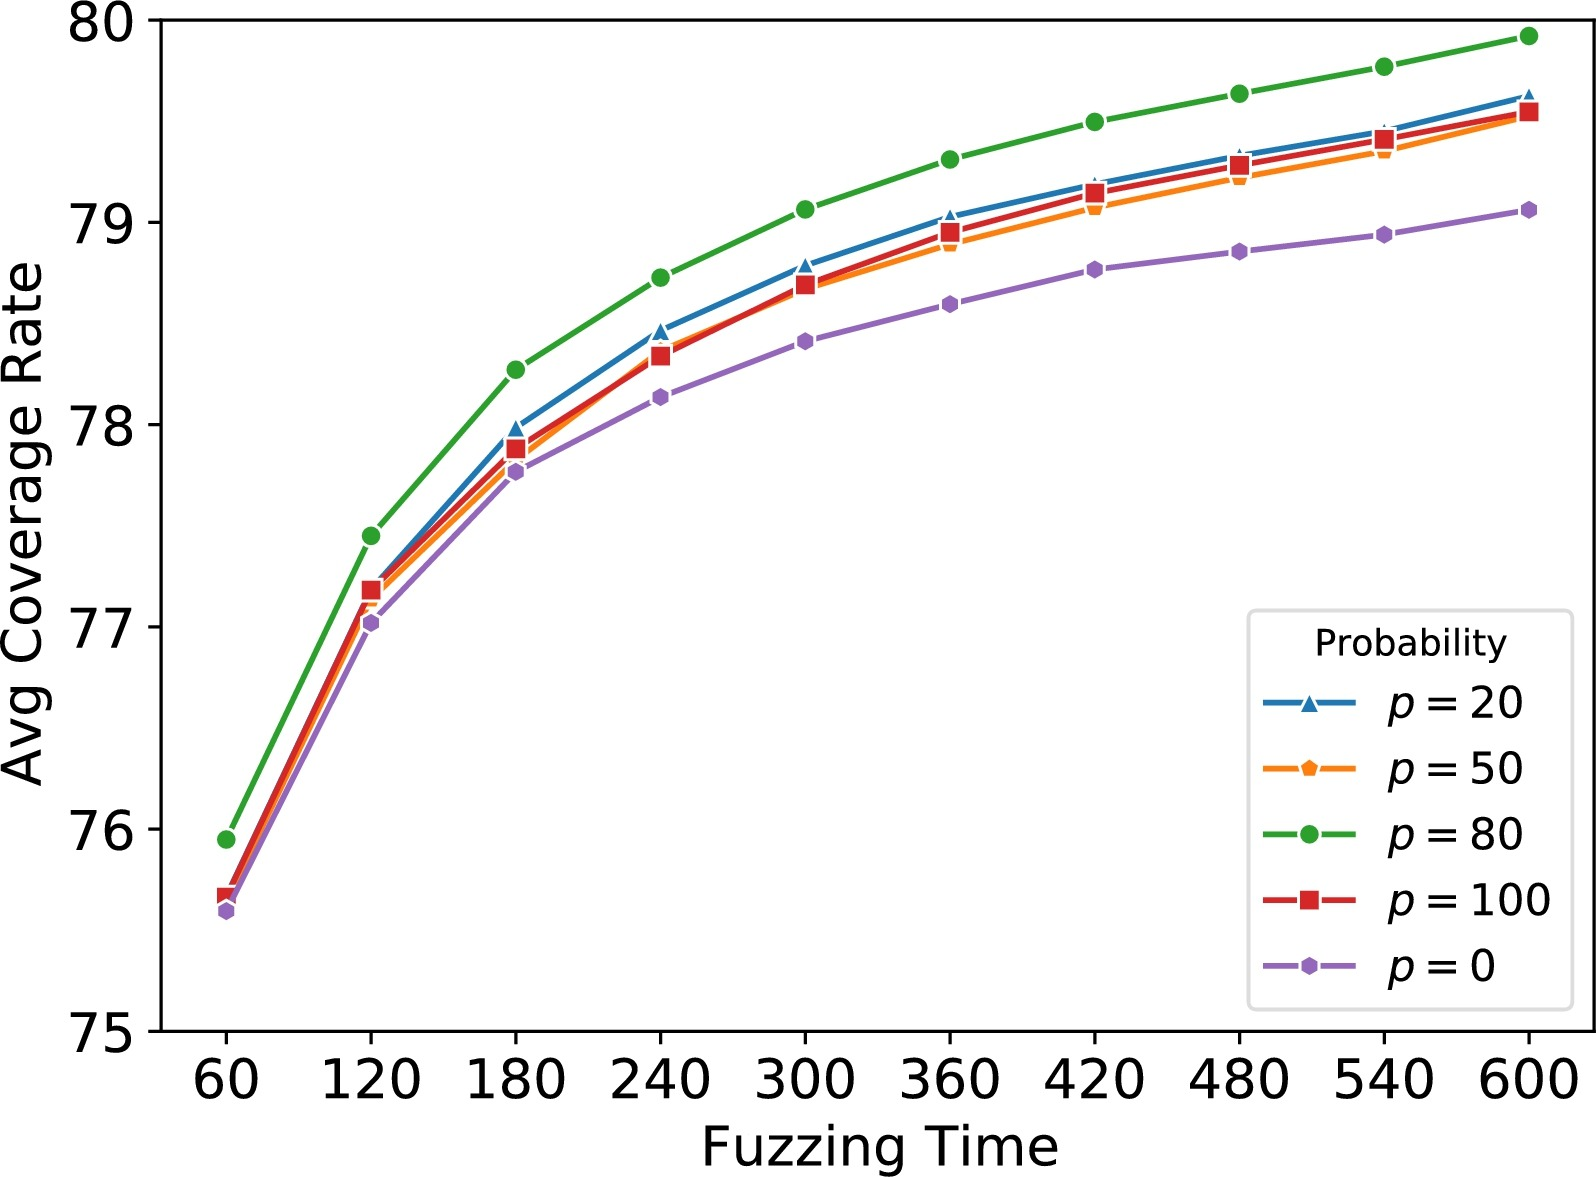 Avg Coverage Rate
80
79
78
77
76
75
60 120 180 240 300 360 420 480 540 600
Fuzzing Time
Probability
p = 20
p = 50
p = 80
p = 100
p = 0